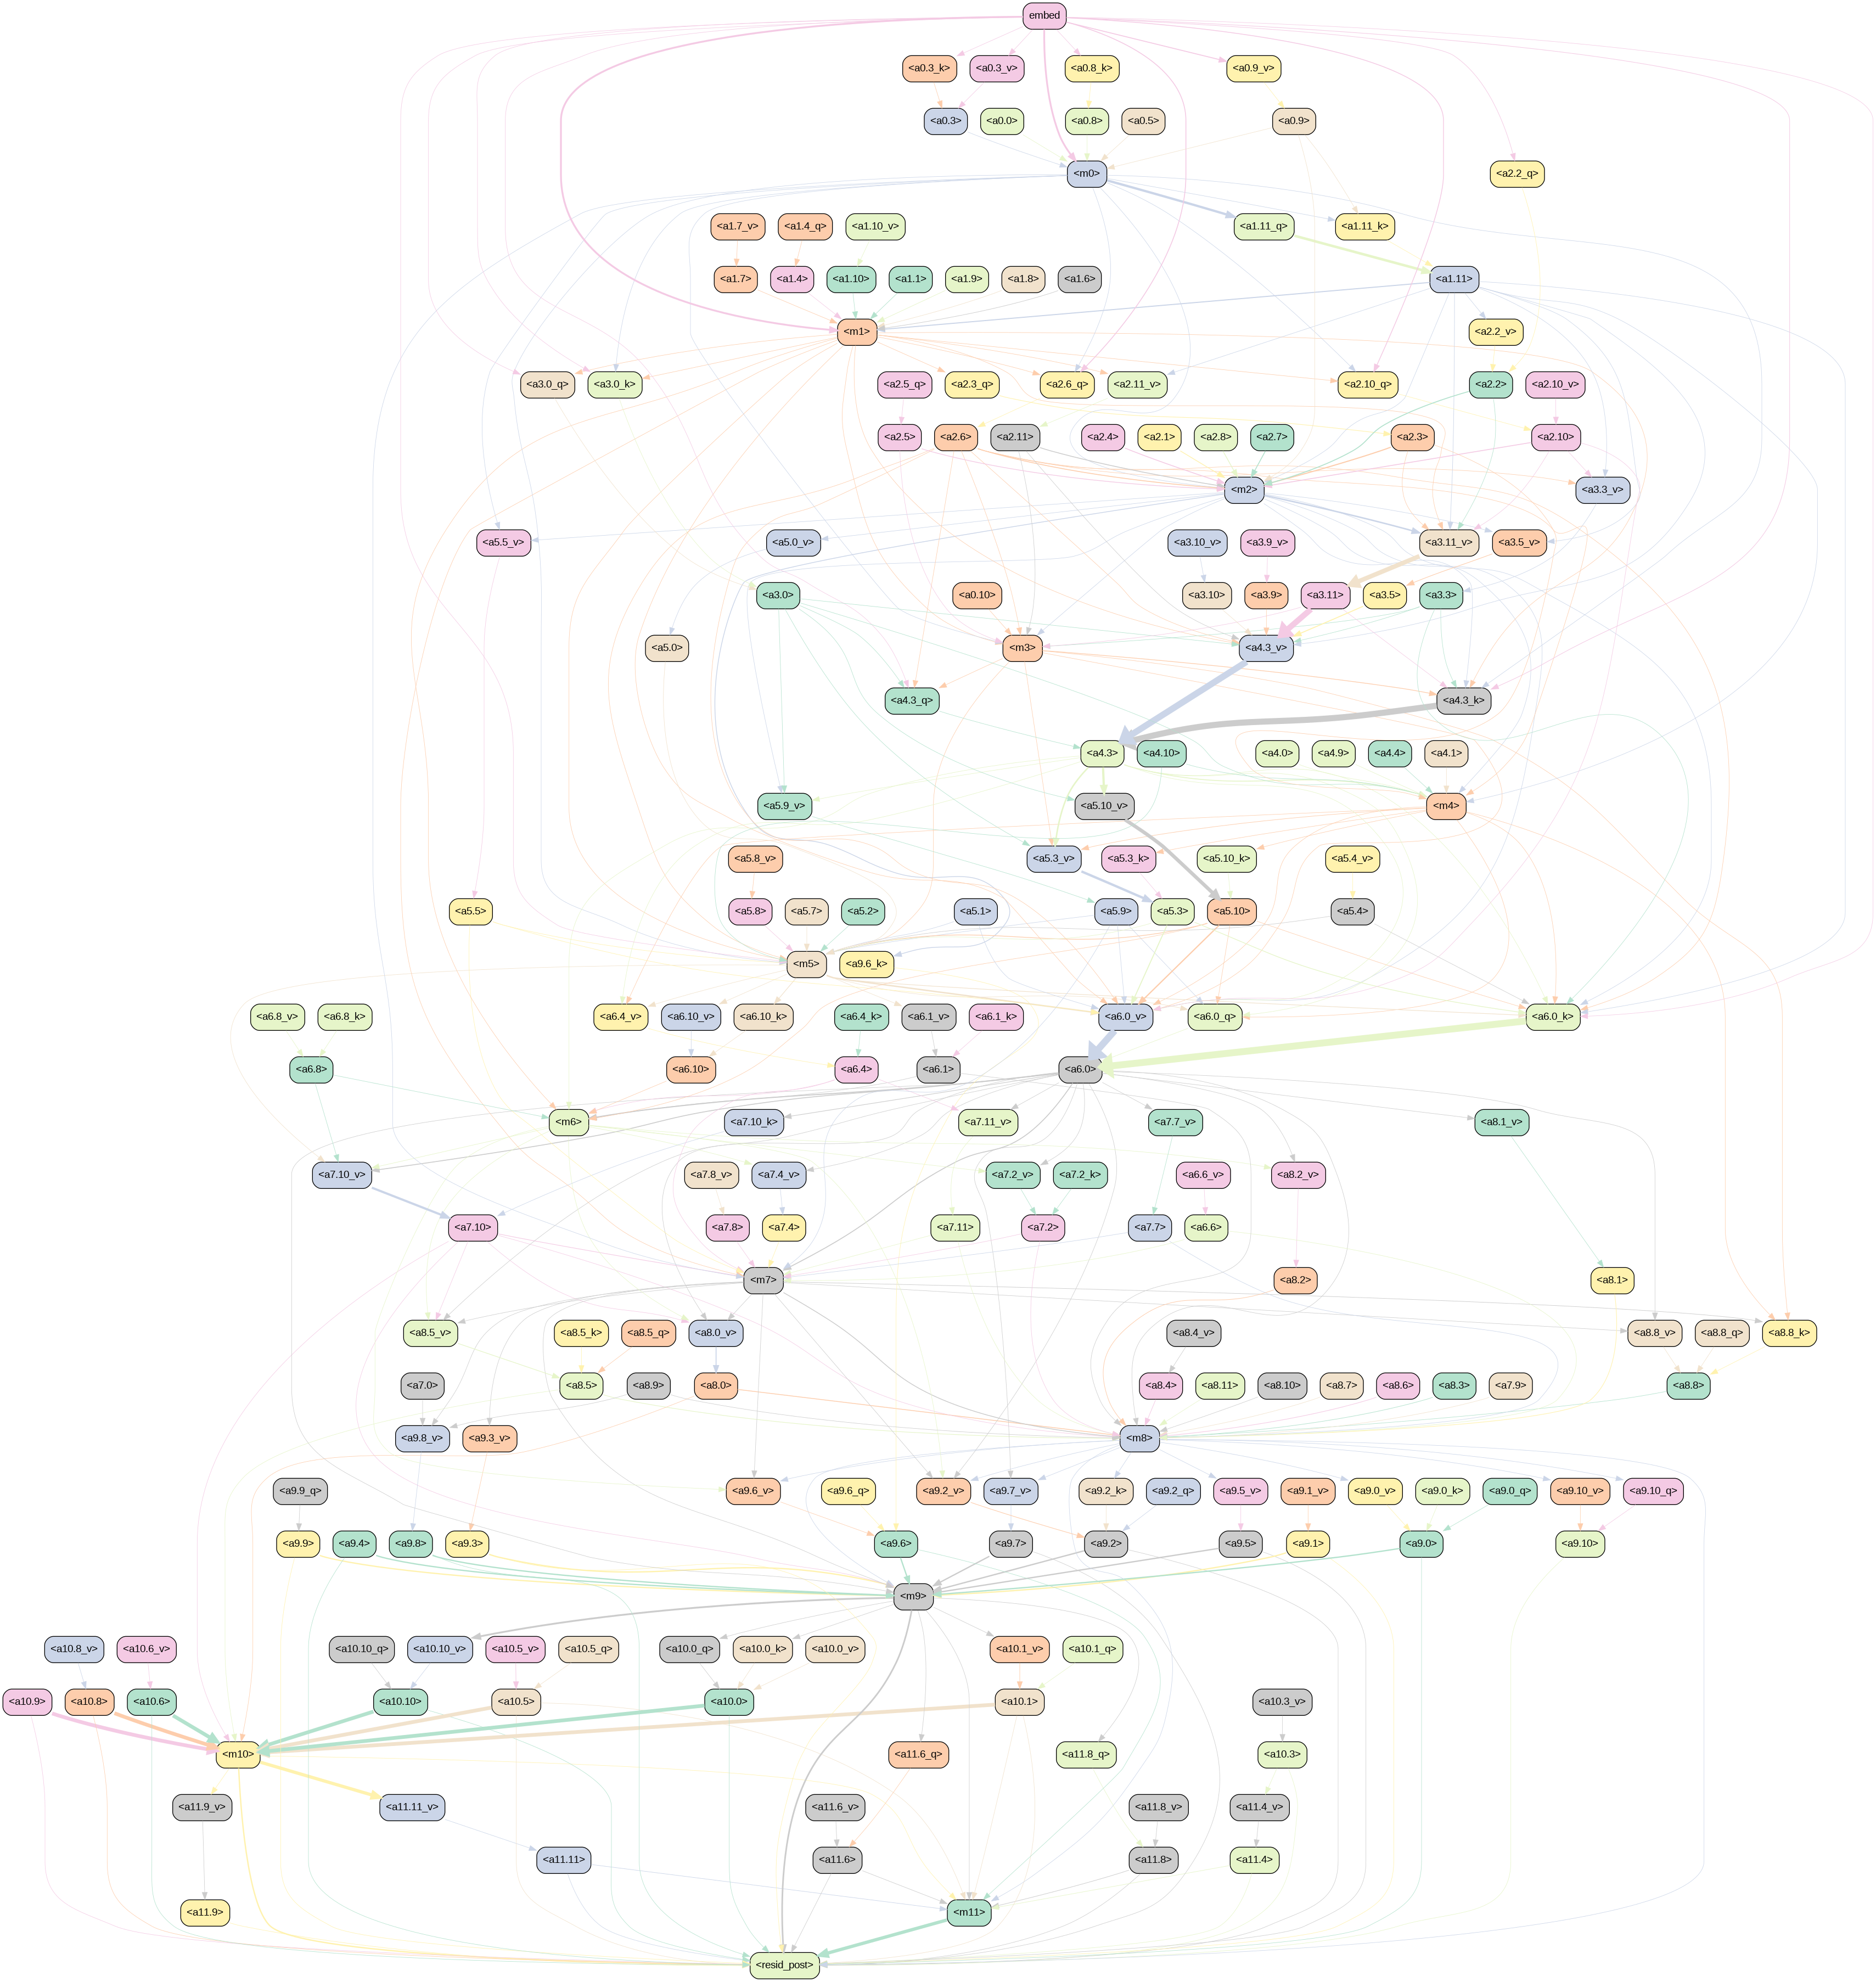 embed
<a0.3_k> <a0.3_v> <a0.8_k> <a0.9_v>
<a0.3> <a0.0> <a0.8> <a0.5> <a0.9>
<m0> <a2.2_q>
<a1.7_v> <a1.4_q> <a1.10_v> <a1.11_q> <a1.11_k>
<a1.7> <a1.4> <a1.10> <a1.1> <a1.9> <a1.8> <a1.6> <a1.11>
<m1> <a2.2_v>
<a3.0_q> <a3.0_k> <a2.5_q> <a2.3_q> <a2.6_q> <a2.11_v> <a2.10_q> <a2.2> <a2.10_v>
<a2.5> <a2.6> <a2.11> <a2.4> <a2.1> <a2.8> <a2.7> <a2.3> <a2.10>
<m2> <a3.3_v>
<a5.5_v> <a5.0_v> <a3.10_v> <a3.9_v> <a3.11_v> <a3.5_v>
<a3.0> <a0.10> <a3.10> <a3.9> <a3.11> <a3.5> <a3.3>
<a5.0> <m3> <a4.3_v>
<a4.3_q> <a4.3_k>
<a4.3> <a4.10> <a4.0> <a4.9> <a4.4> <a4.1>
<a5.9_v> <a5.10_v> <m4>
<a5.8_v> <a5.3_v> <a5.3_k> <a5.10_k> <a5.4_v>
<a5.5> <a5.8> <a5.7> <a5.2> <a5.1> <a5.9> <a5.3> <a5.10> <a5.4>
<m5> <a9.6_k>
<a6.8_v> <a6.8_k> <a6.4_v> <a6.10_v> <a6.10_k> <a6.4_k> <a6.1_v> <a6.1_k> <a6.0_v> <a6.0_q> <a6.0_k>
<a6.8> <a6.10> <a6.4> <a6.1> <a6.0>
<m6> <a7.10_k> <a7.11_v> <a7.7_v> <a8.1_v>
<a7.10_v> <a7.8_v> <a7.4_v> <a7.2_v> <a7.2_k> <a6.6_v> <a8.2_v>
<a7.10> <a7.8> <a7.4> <a7.11> <a7.2> <a7.7> <a6.6>
<m7> <a8.2> <a8.1>
<a8.5_v> <a8.5_k> <a8.5_q> <a8.0_v> <a8.4_v> <a8.8_v> <a8.8_q> <a8.8_k>
<a7.0> <a8.5> <a8.9> <a8.0> <a8.4> <a8.11> <a8.10> <a8.7> <a8.6> <a8.3> <a7.9> <a8.8>
<a9.8_v> <a9.3_v> <m8>
<a9.9_q> <a9.6_v> <a9.6_q> <a9.2_v> <a9.7_v> <a9.2_k> <a9.2_q> <a9.5_v> <a9.1_v> <a9.0_v> <a9.0_k> <a9.0_q> <a9.10_v> <a9.10_q>
<a9.9> <a9.4> <a9.8> <a9.3> <a9.6> <a9.7> <a9.2> <a9.5> <a9.1> <a9.0> <a9.10>
<m9>
<a10.8_v> <a10.6_v> <a10.10_q> <a10.10_v> <a10.5_v> <a10.5_q> <a10.0_q> <a10.0_k> <a10.0_v> <a10.1_v> <a10.1_q>
<a10.9> <a10.8> <a10.6> <a10.10> <a10.5> <a10.0> <a10.1> <a10.3_v>
<m10> <a11.6_q> <a11.8_q> <a10.3>
<a11.9_v> <a11.11_v> <a11.6_v> <a11.8_v> <a11.4_v>
<a11.11> <a11.6> <a11.8> <a11.4>
<a11.9> <m11>
<resid_post>